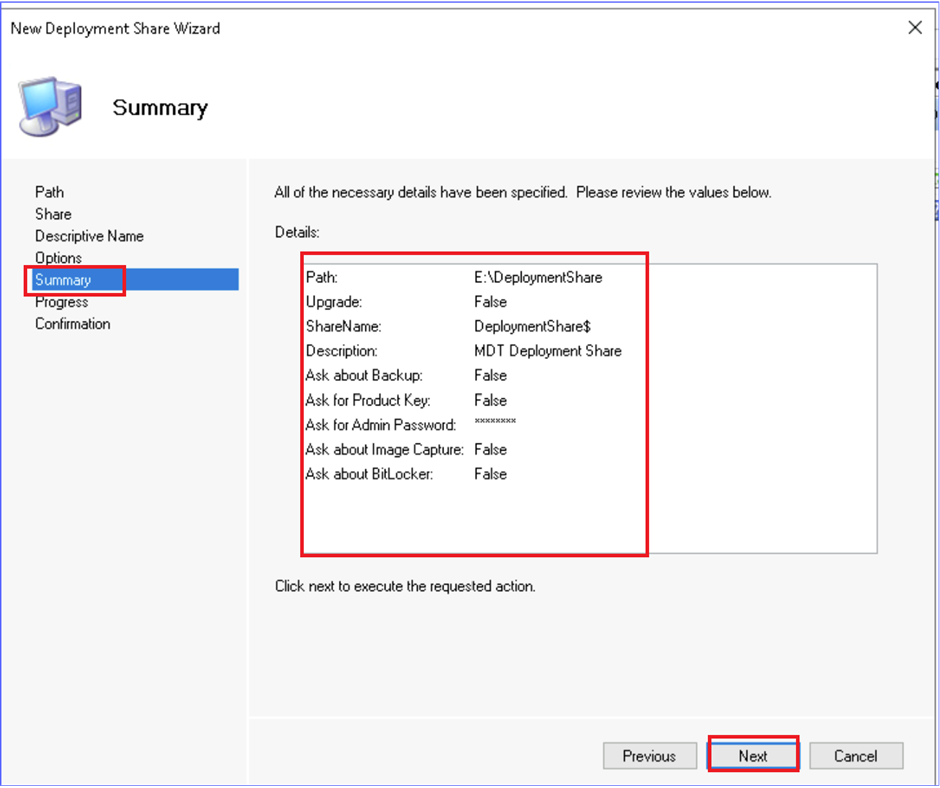 New Deployment Share Wizard
Summary
Path
Share
Descriptive Name
Options
Summary
Progress
Confirmation
All of the necessary details have been specified. Please review the values below.
Details:
Path: E:\DeploymentShare
Upgrade: False
ShareName: DeploymentShare$
Description: MDT Deployment Share
Ask about Backup: False
Ask for Product Key: False
Ask for Admin Password: ********
Ask about Image Capture: False
Ask about BitLocker: False
Click next to execute the requested action.
Previous Next Cancel